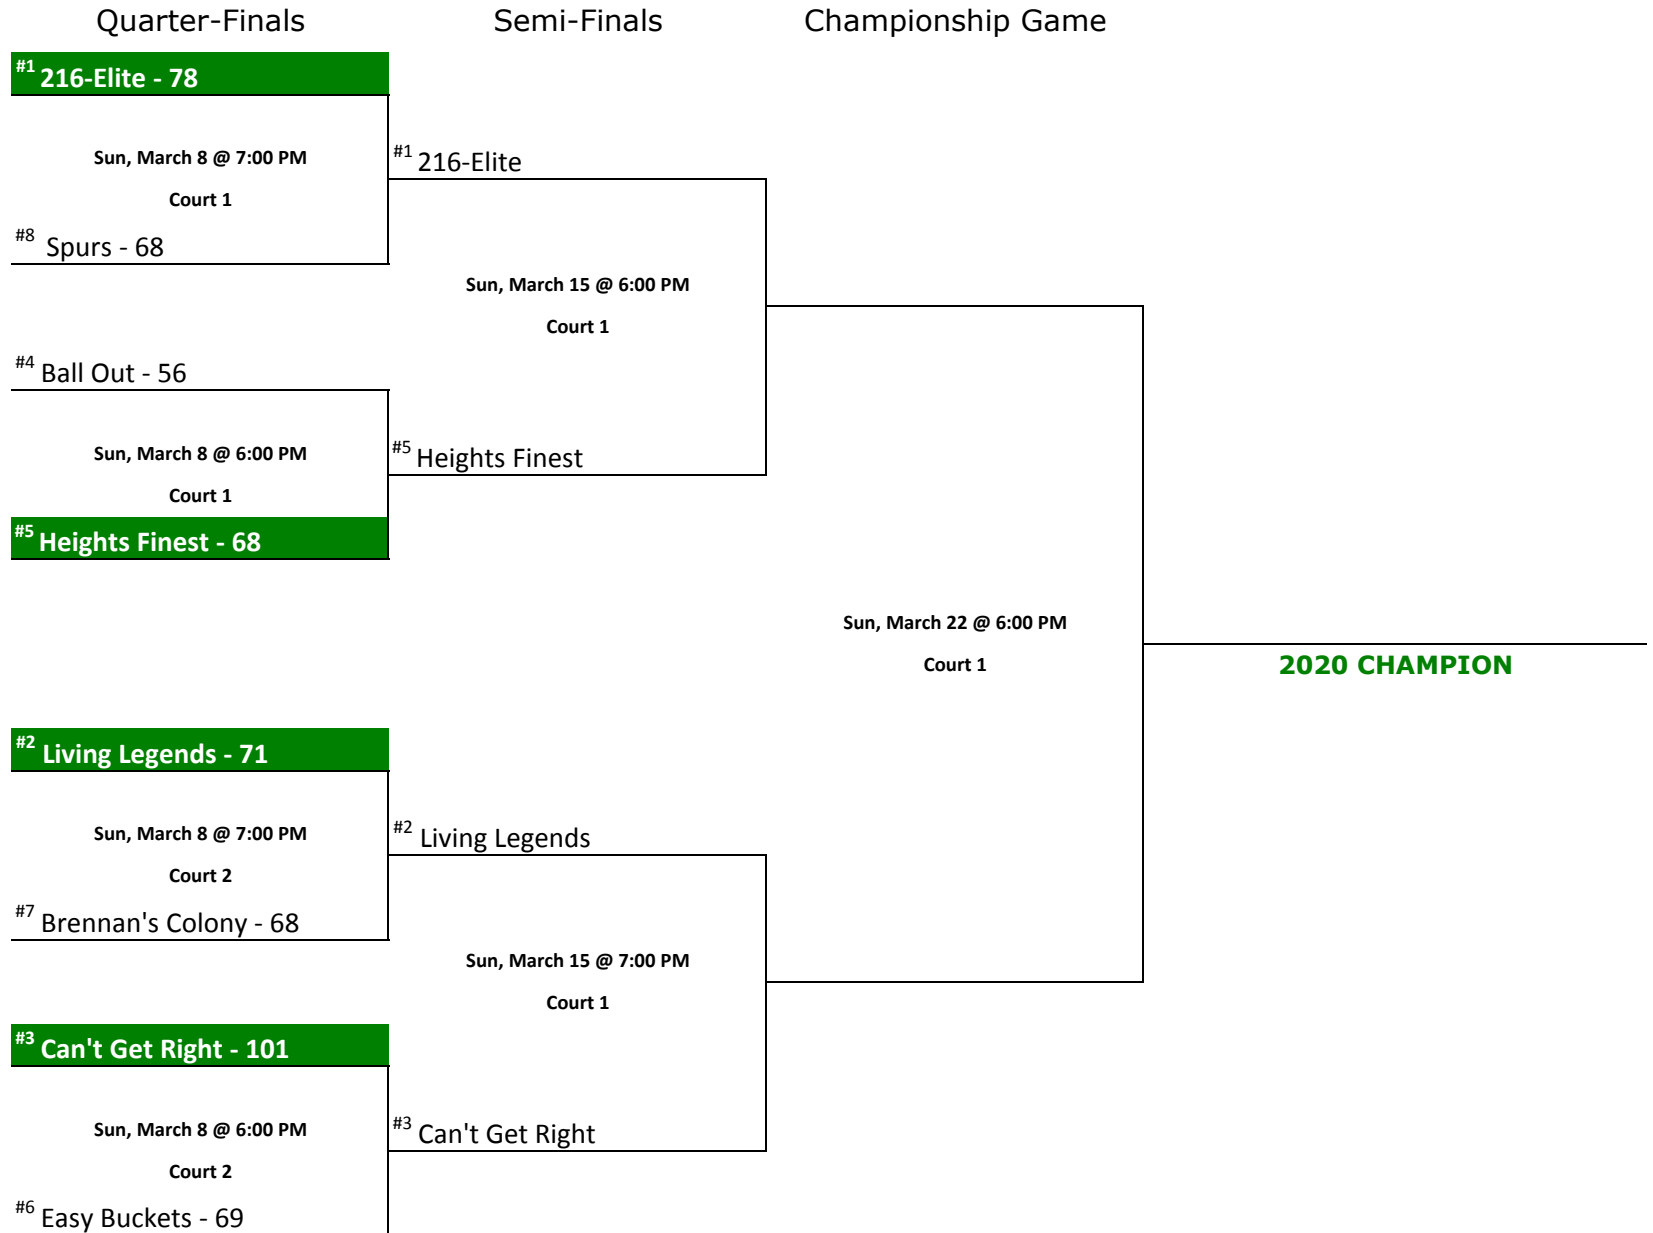 Quarter-Finals Semi-Finals Championship Game
#1 216-Elite - 78
Sun, March 8 @ 7:00 PM
Court 1
#8 Spurs - 68
#1 216-Elite
Sun, March 15 @ 6:00 PM
Court 1
#4 Ball Out - 56
Sun, March 8 @ 6:00 PM
Court 1
#5 Heights Finest - 68
#5 Heights Finest
Sun, March 22 @ 6:00 PM
Court 1
2020 CHAMPION
#2 Living Legends - 71
Sun, March 8 @ 7:00 PM
Court 2
#7 Brennan's Colony - 68
#2 Living Legends
Sun, March 15 @ 7:00 PM
Court 1
#3 Can't Get Right - 101
Sun, March 8 @ 6:00 PM
Court 2
#6 Easy Buckets - 69
#3 Can't Get Right